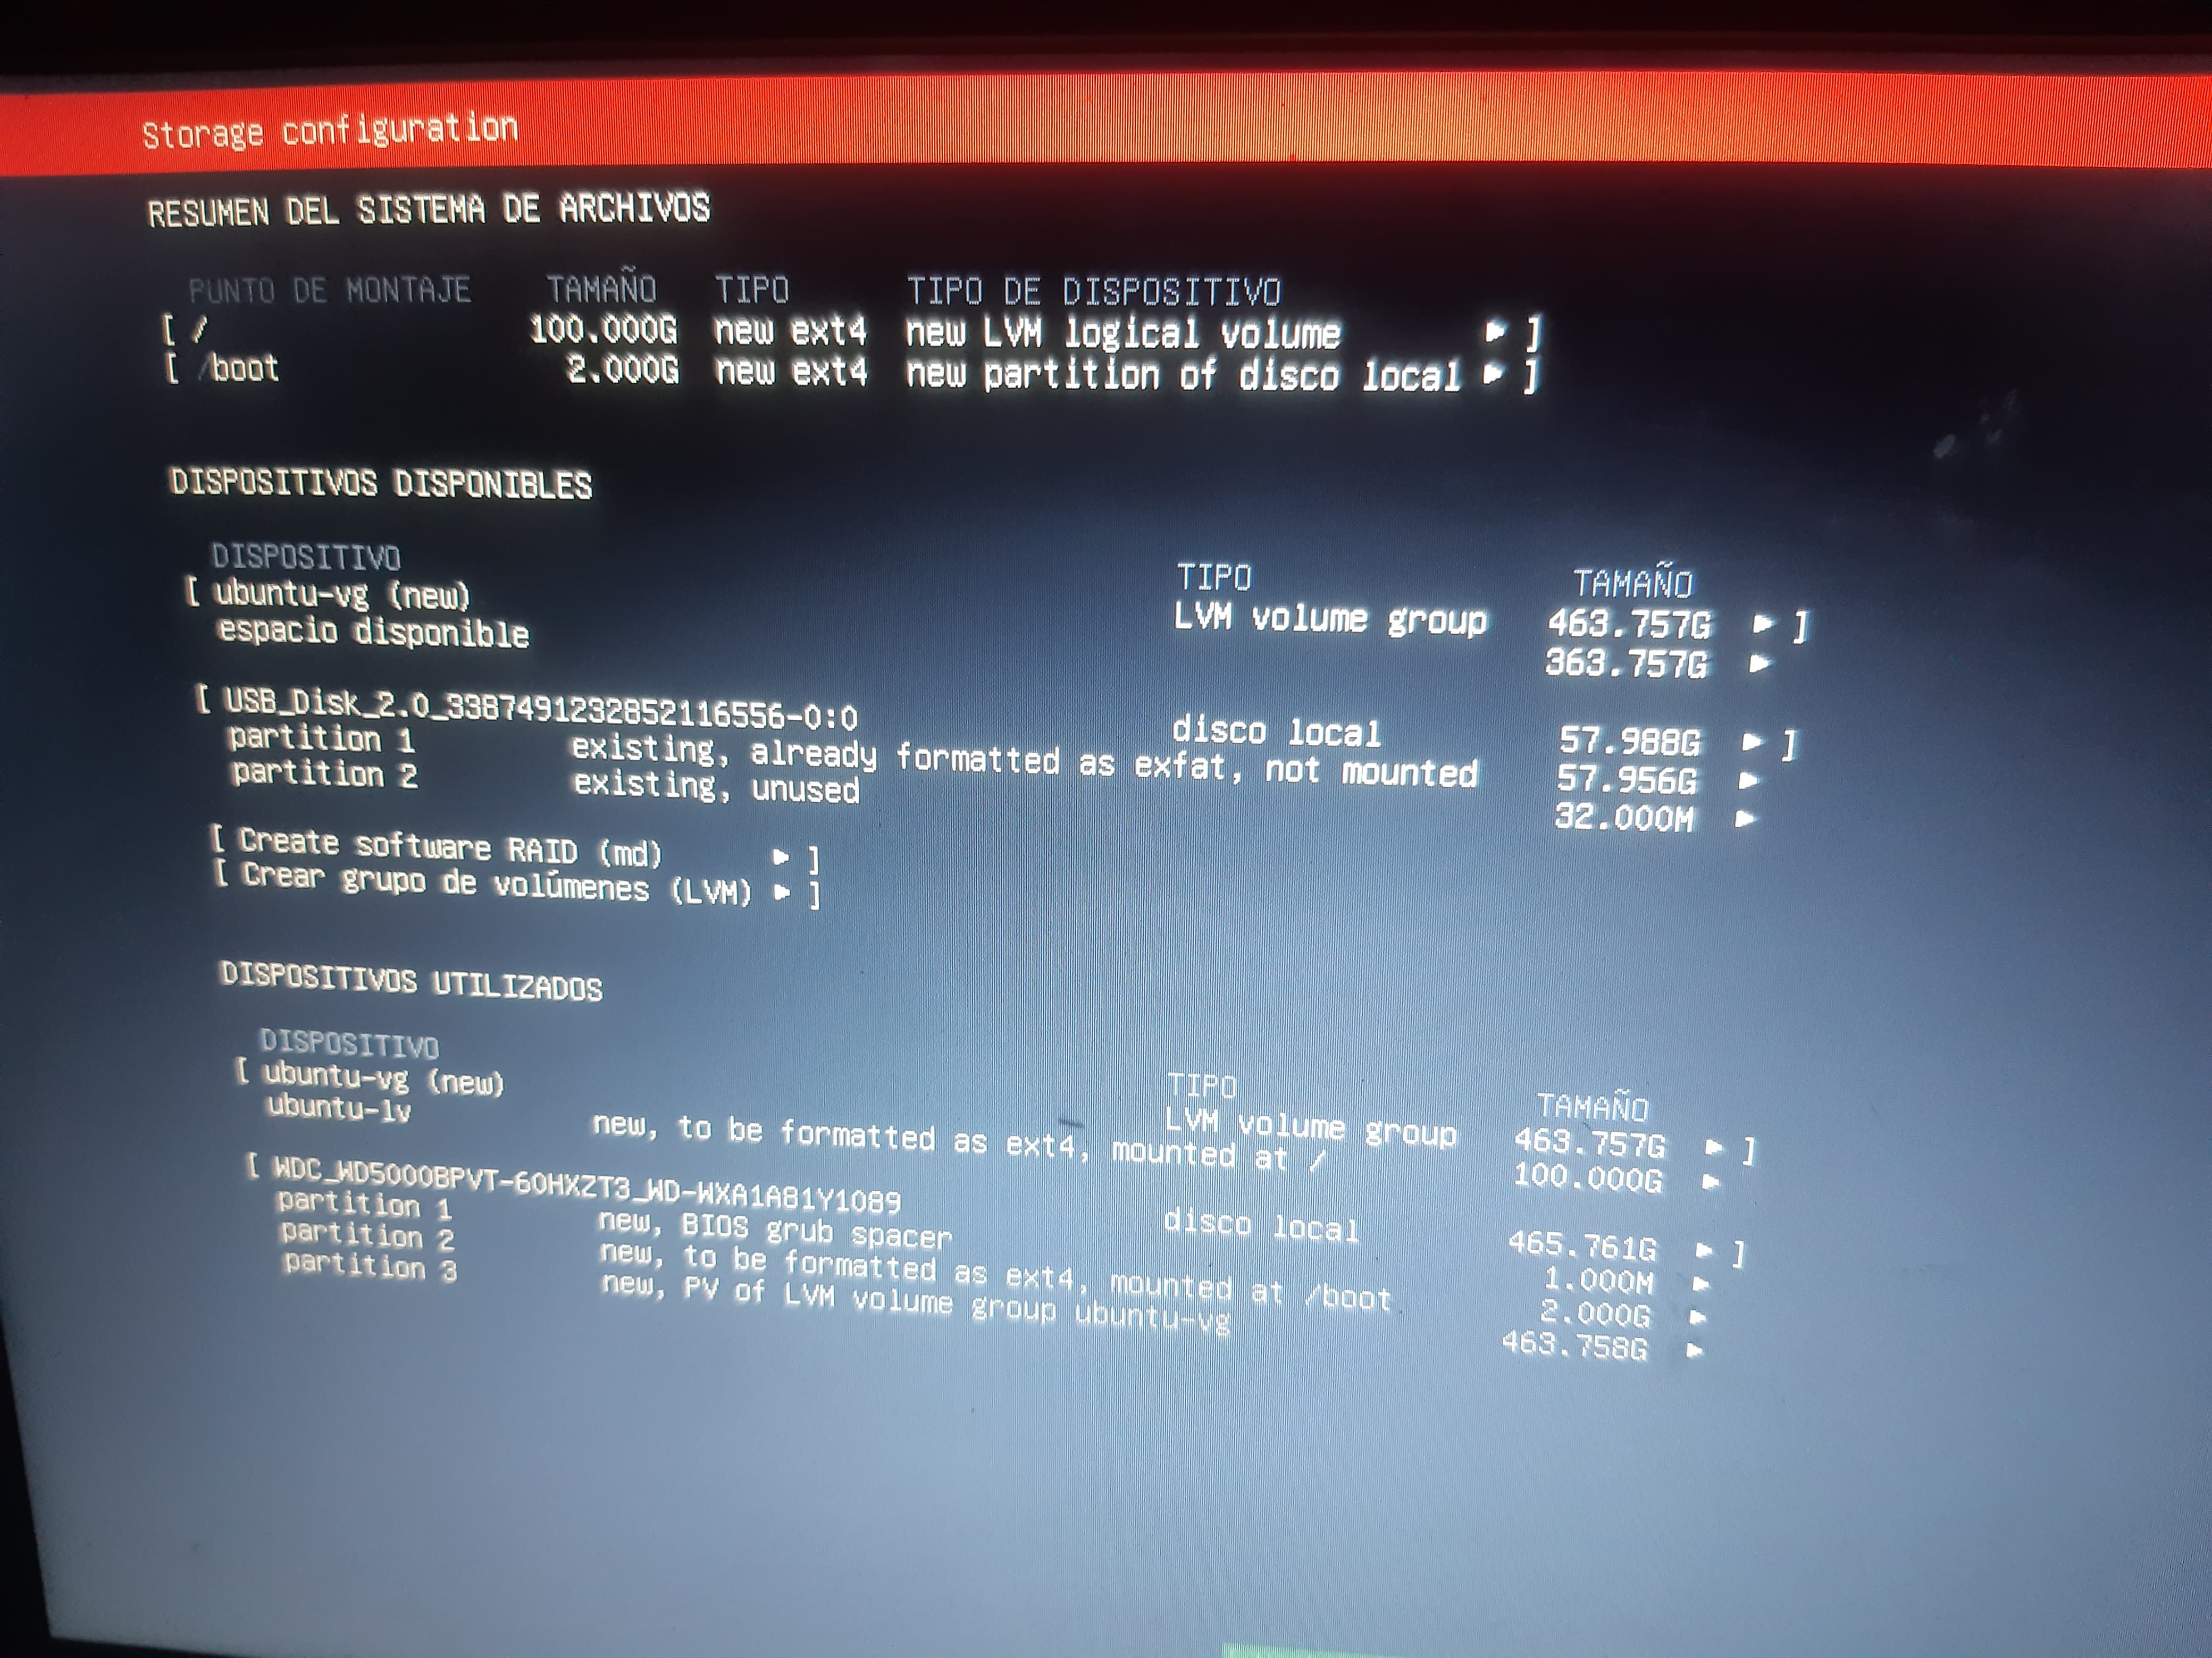 Storage configuration
RESUMEN DEL SISTEMA DE ARCHIVOS
PUNTO DE MONTAJE TAMAÑO TIPO TIPO DE DISPOSITIVO
[ / 100.000G new ext4 new LVM logical volume ▸ ]
[ /boot 2.000G new ext4 new partition of disco local ▸ ]
DISPOSITIVOS DISPONIBLES
DISPOSITIVO TIPO TAMAÑO
[ ubuntu-vg (new) LVM volume group 463.757G ▸ ]
espacio disponible 363.757G ▸
[ USB_Disk_2.0_3387491232852116556-0:0 disco local 57.988G ▸ ]
partition 1 existing, already formatted as exfat, not mounted 57.956G ▸
partition 2 existing, unused 32.000M ▸
[ Create software RAID (md) ▸ ]
[ Crear grupo de volúmenes (LVM) ▸ ]
DISPOSITIVOS UTILIZADOS
DISPOSITIVO TIPO TAMAÑO
[ ubuntu-vg (new) LVM volume group 463.757G ▸ ]
ubuntu-lv new, to be formatted as ext4, mounted at / 100.000G ▸
[ WDC_WD5000BPVT-60HXZT3_WD-WXA1A81Y1089 disco local 465.761G ▸ ]
partition 1 new, BIOS grub spacer 1.000M ▸
partition 2 new, to be formatted as ext4, mounted at /boot 2.000G ▸
partition 3 new, PV of LVM volume group ubuntu-vg 463.758G ▸